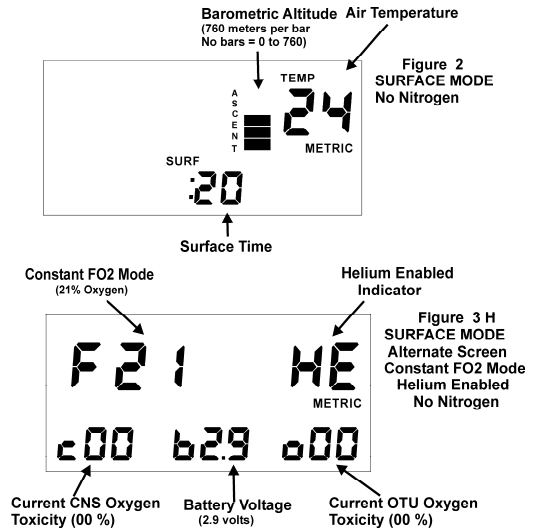 Barometric Altitude
(760 meters per bar
No bars = 0 to 760)
Air Temperature
Figure 2
SURFACE MODE
No Nitrogen
TEMP
ASCENT
24
METRIC
SURF
:20
Surface Time
Constant FO2 Mode
(21% Oxygen)
Helium Enabled
Indicator
Figure 3 H
SURFACE MODE
Alternate Screen
Constant FO2 Mode
Helium Enabled
No Nitrogen
F21
HE
METRIC
c00 b2.9 o00
Current CNS Oxygen
Toxicity (00 %)
Battery Voltage
(2.9 volts)
Current OTU Oxygen
Toxicity (00 %)